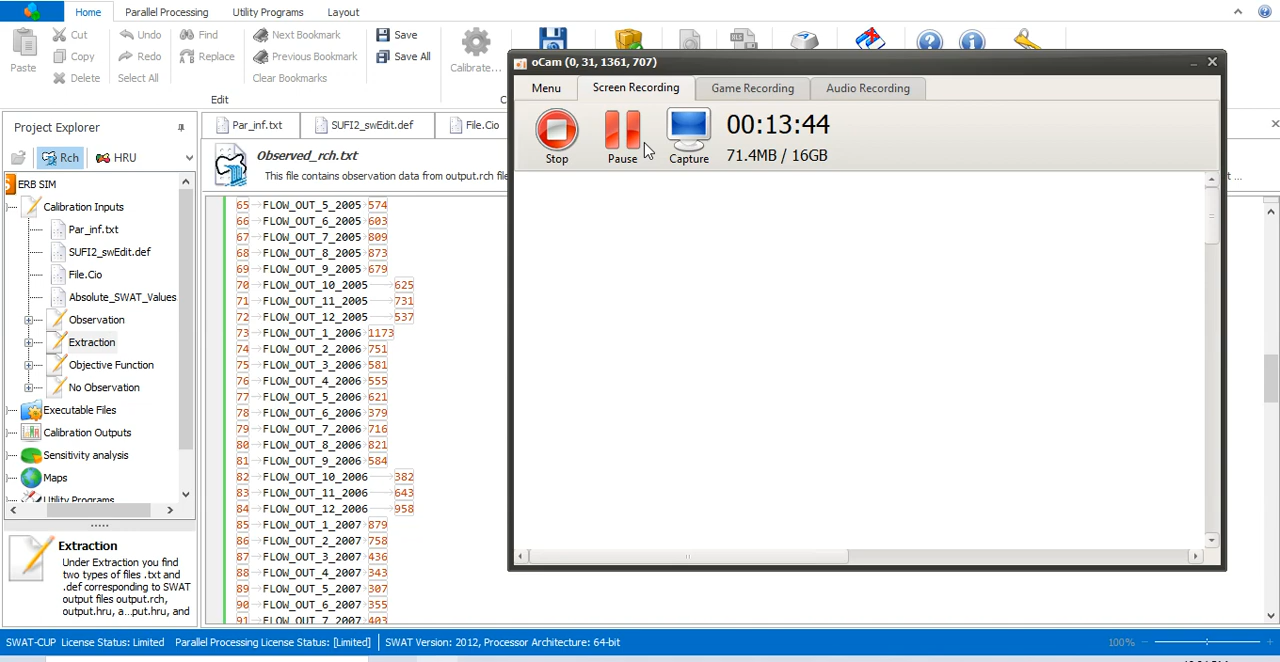 Home Parallel Processing Utility Programs Layout
Paste
Cut
Copy
Delete
Undo
Redo
Select All
Find
Replace
Edit
Next Bookmark
Previous Bookmark
Clear Bookmarks
Save
Save All
Calibrate...
oCam (0, 31, 1361, 707)
Menu Screen Recording Game Recording Audio Recording
Stop Pause Capture
00:13:44
71.4MB / 16GB
Project Explorer
Rch HRU
ERB SIM
Calibration Inputs
Par_inf.txt
SUFI2_swEdit.def
File.Cio
Absolute_SWAT_Values
Observation
Extraction
Objective Function
No Observation
Executable Files
Calibration Outputs
Sensitivity analysis
Maps
Utility Programs
Extraction
Under Extraction you find
two types of files .txt and
.def corresponding to SWAT
output files output.rch,
output.hru, a...put.hru, and
Par_inf.txt SUFI2_swEdit.def File.Cio
Observed_rch.txt
This file contains observation data from output.rch file
65 FLOW_OUT_5_2005 574
66 FLOW_OUT_6_2005 603
67 FLOW_OUT_7_2005 809
68 FLOW_OUT_8_2005 873
69 FLOW_OUT_9_2005 679
70 FLOW_OUT_10_2005 625
71 FLOW_OUT_11_2005 731
72 FLOW_OUT_12_2005 537
73 FLOW_OUT_1_2006 1173
74 FLOW_OUT_2_2006 751
75 FLOW_OUT_3_2006 581
76 FLOW_OUT_4_2006 555
77 FLOW_OUT_5_2006 621
78 FLOW_OUT_6_2006 379
79 FLOW_OUT_7_2006 716
80 FLOW_OUT_8_2006 821
81 FLOW_OUT_9_2006 584
82 FLOW_OUT_10_2006 382
83 FLOW_OUT_11_2006 643
84 FLOW_OUT_12_2006 958
85 FLOW_OUT_1_2007 879
86 FLOW_OUT_2_2007 758
87 FLOW_OUT_3_2007 436
88 FLOW_OUT_4_2007 343
89 FLOW_OUT_5_2007 307
90 FLOW_OUT_6_2007 355
91 FLOW_OUT_7_2007 403
SWAT-CUP License Status: Limited Parallel Processing License Status: [Limited] SWAT Version: 2012, Processor Architecture: 64-bit 100%